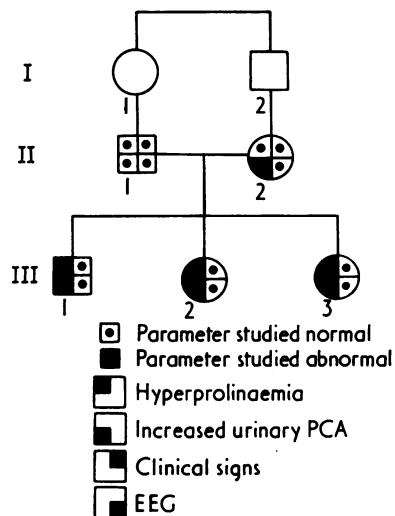 I
1 2
II
1 2
III
1 2 3
Parameter studied normal
Parameter studied abnormal
Hyperprolinaemia
Increased urinary PCA
Clinical signs
EEG